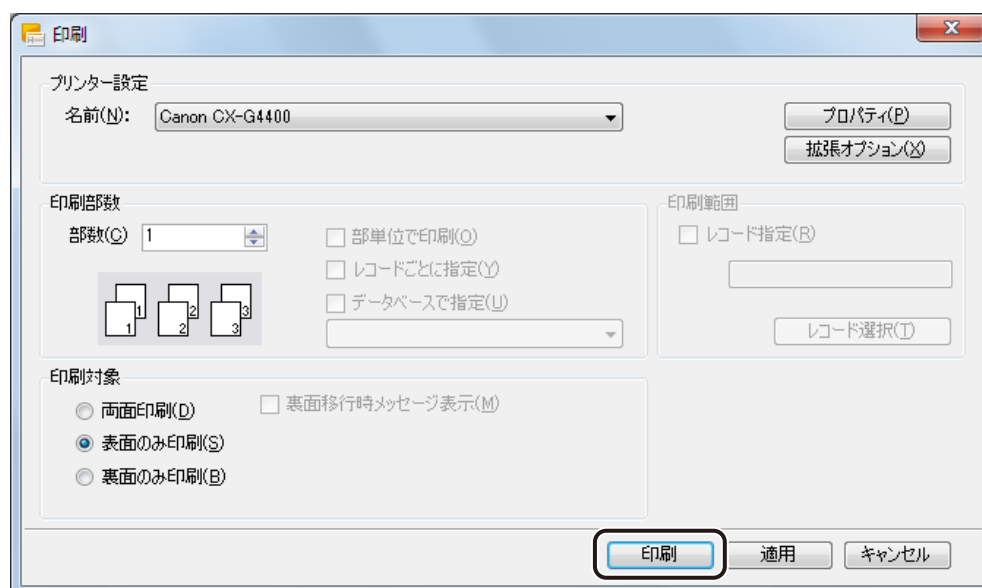 印刷
プリンター設定
名前(N): Canon CX-G4400 プロパティ(P)
拡張オプション(X)
印刷部数 印刷範囲
部数(C) 1 部単位で印刷(O) レコード指定(R)
レコードごとに指定(Y)
データベースで指定(U)
1 1 2 2 3 3
レコード選択(T)
印刷対象
両面印刷(D) 裏面移行時メッセージ表示(M)
表面のみ印刷(S)
裏面のみ印刷(B)
印刷 適用 キャンセル